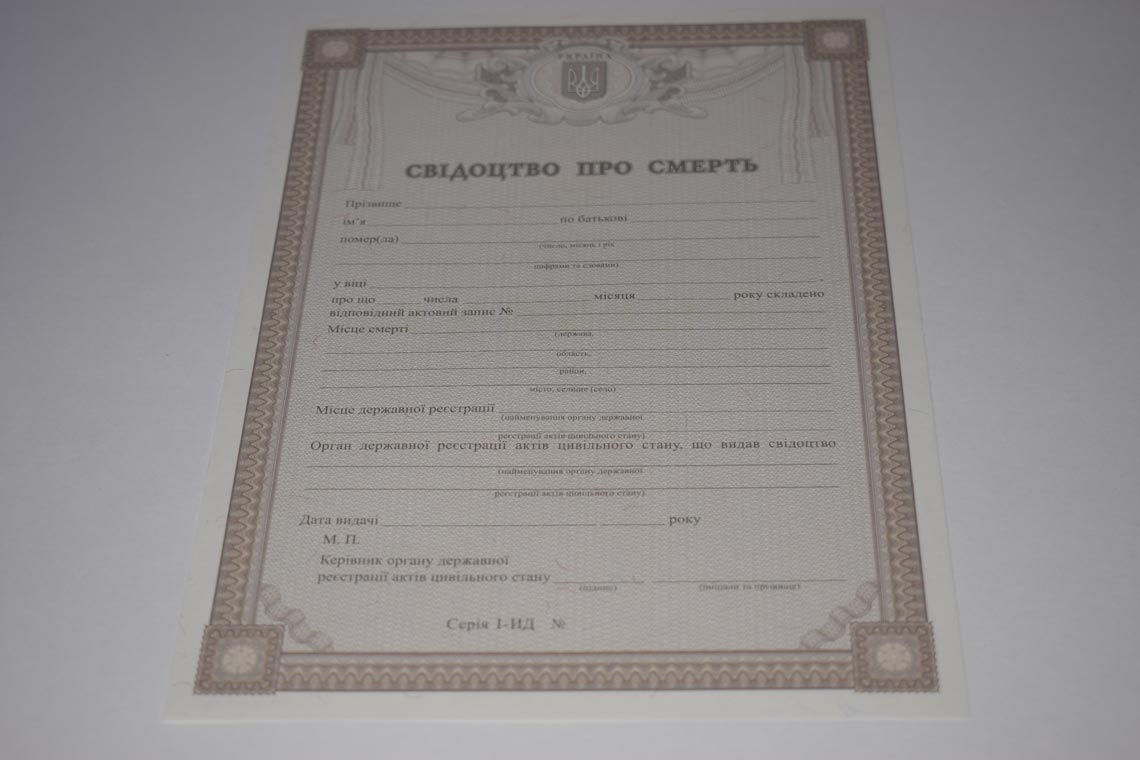 УКРАЇНА
СВІДОЦТВО ПРО СМЕРТЬ
Прізвище
ім'я по батькові
помер(ла)
(число, місяць і рік
цифрами та словами)
у віці .
про що числа місяця року складено
відповідний актовий запис №
Місце смерті
(держава,
область,
район,
місто, селище (село)
Місце державної реєстрації
(найменування органу державної
реєстрації актів цивільного стану)
Орган державної реєстрації актів цивільного стану, що видав свідоцтво
(найменування органу державної
реєстрації актів цивільного стану)
Дата видачі року
М. П.
Керівник органу державної
реєстрації актів цивільного стану
(підпис) (ініціали та прізвище)
Серія І-ИД №